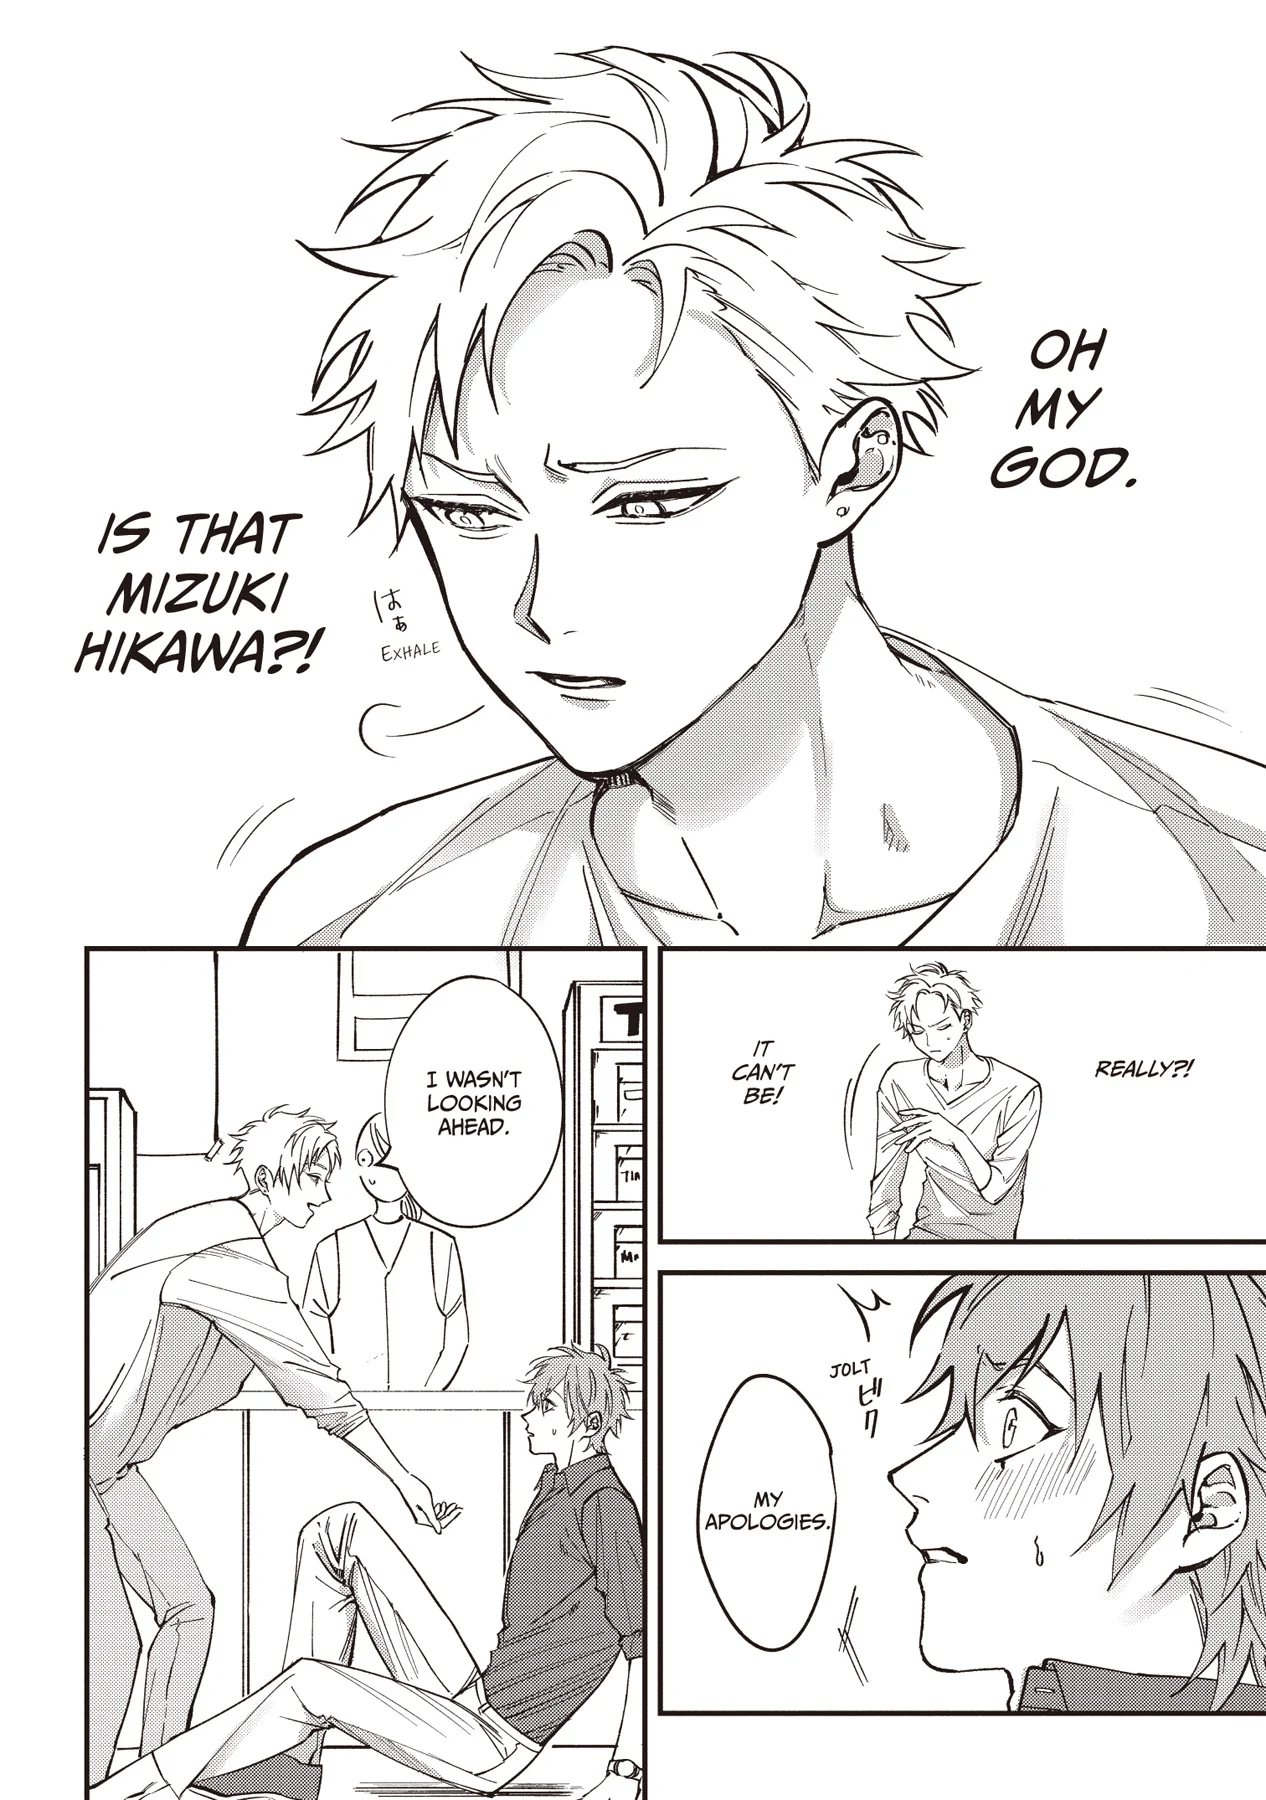 OH
MY
GOD.
IS THAT
MIZUKI
HIKAWA?!
はぁ
EXHALE
REALLY?!
IT
CAN'T
BE!
JOLT
ビク
MY
APOLOGIES.
I WASN'T
LOOKING
AHEAD.